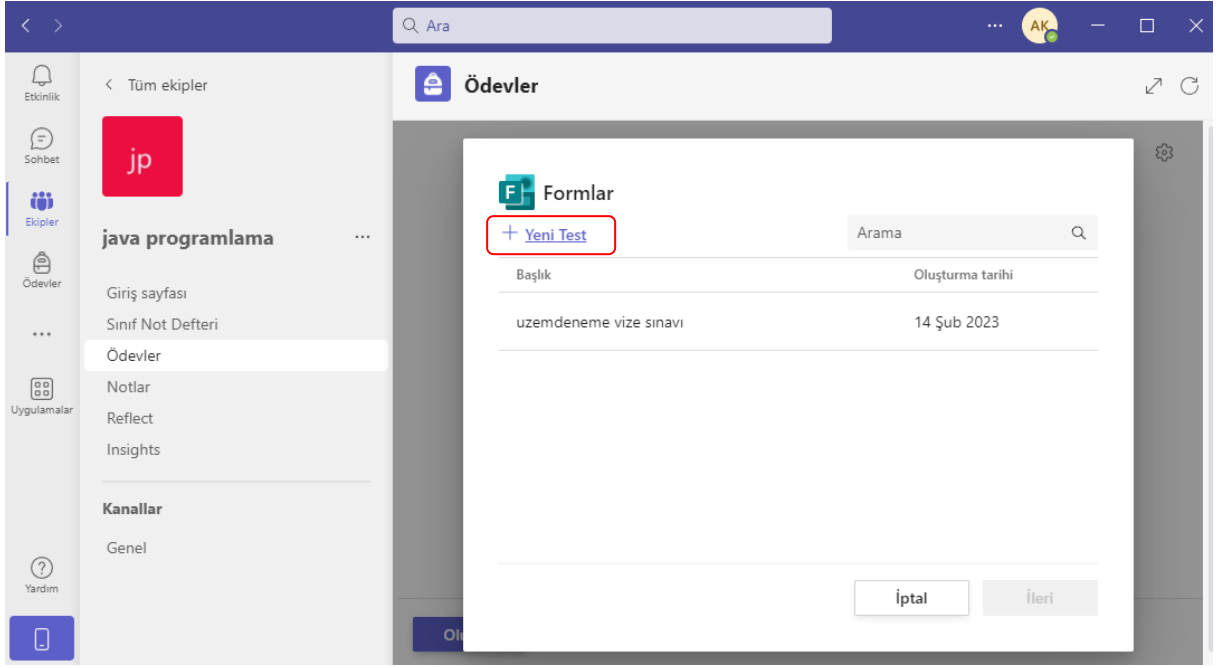 Ara
AK
Etkinlik
Sohbet
Ekipler
Ödevler
Uygulamalar
Yardım
Tüm ekipler
jp
java programlama
Giriş sayfası
Sınıf Not Defteri
Ödevler
Notlar
Reflect
Insights
Kanallar
Genel
Ödevler
F Formlar
+ Yeni Test
Arama
Başlık Oluşturma tarihi
uzemdeneme vize sınavı 14 Şub 2023
İptal İleri